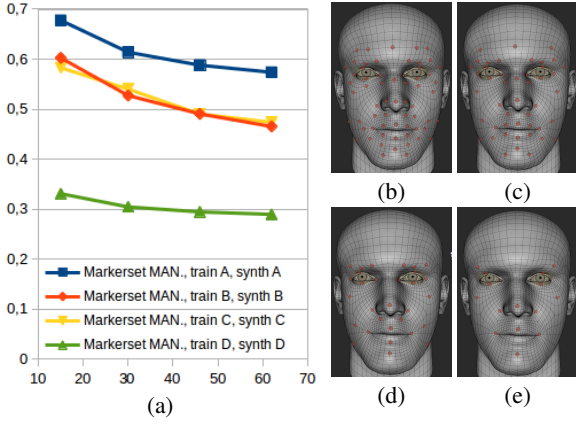 0,7
0,6
0,5
0,4
0,3
0,2
0,1
0
Markerset MAN., train A, synth A
Markerset MAN., train B, synth B
Markerset MAN., train C, synth C
Markerset MAN., train D, synth D
10 20 30 40 50 60 70
(a)
(b) (c)
(d) (e)